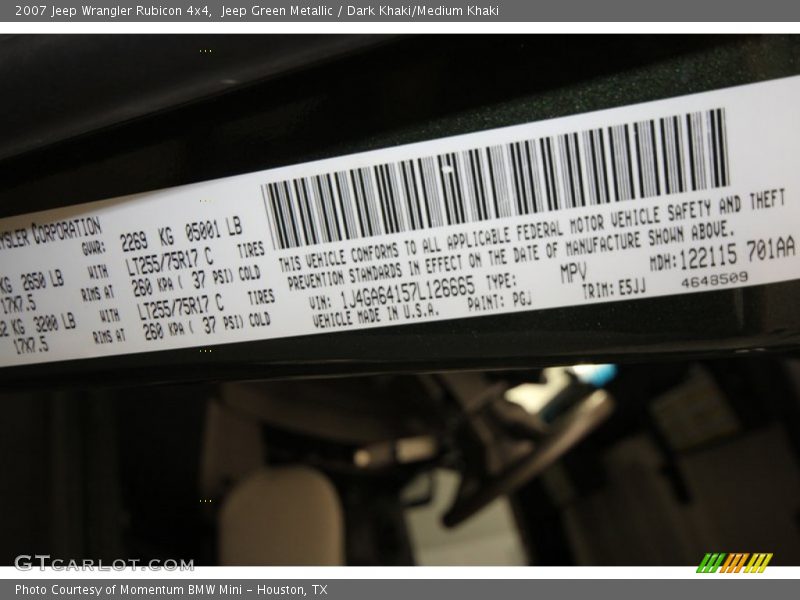 2007 Jeep Wrangler Rubicon 4x4,  Jeep Green Metallic / Dark Khaki/Medium Khaki
YSLER CORPORATION
GVWR: 2269 KG 05001 LB
KG 2650 LB WITH LT255/75R17 C TIRES
17X7.5 RIMS AT 260 KPA ( 37 PSI) COLD
KG 3200 LB WITH LT255/75R17 C TIRES
17X7.5 RIMS AT 260 KPA ( 37 PSI) COLD
THIS VEHICLE CONFORMS TO ALL APPLICABLE FEDERAL MOTOR VEHICLE SAFETY AND THEFT
PREVENTION STANDARDS IN EFFECT ON THE DATE OF MANUFACTURE SHOWN ABOVE.
VIN: 1J4GA64157L126665 TYPE: MPV MDH:122115 701AA
VEHICLE MADE IN U.S.A. PAINT: PGJ TRIM:E5JJ 4648509
GTcarlot.com
Photo Courtesy of Momentum BMW Mini - Houston, TX